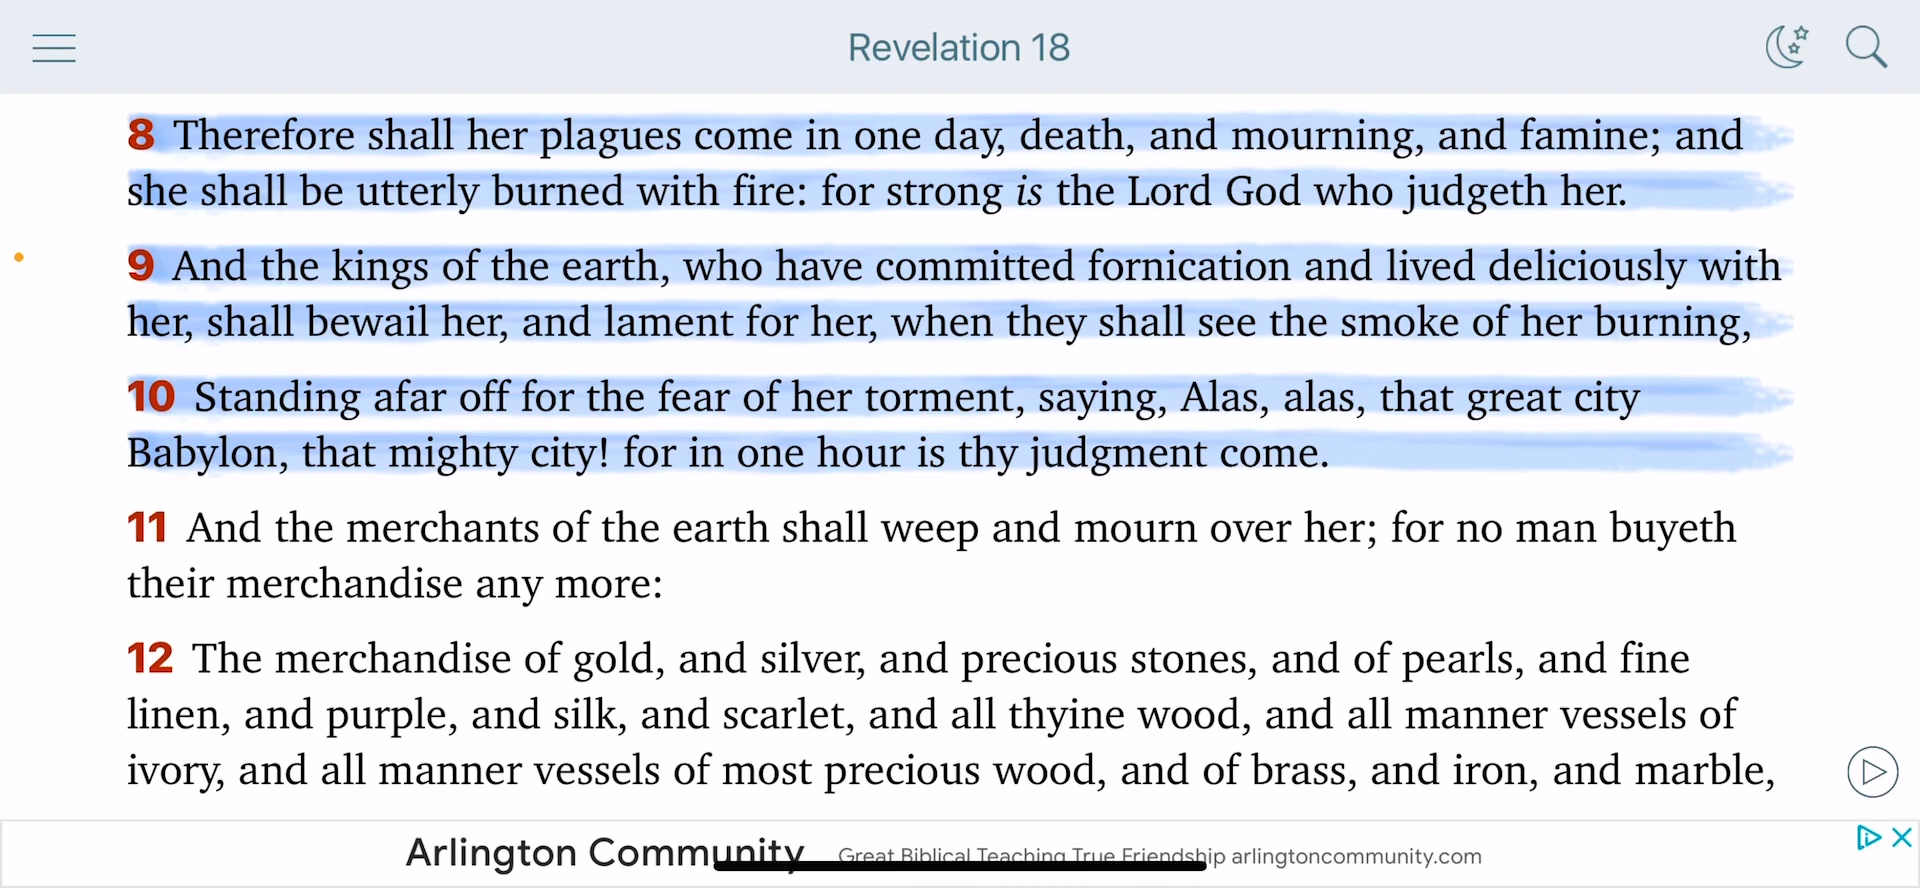 Revelation 18
8 Therefore shall her plagues come in one day, death, and mourning, and famine; and
she shall be utterly burned with fire: for strong is the Lord God who judgeth her.
9 And the kings of the earth, who have committed fornication and lived deliciously with
her, shall bewail her, and lament for her, when they shall see the smoke of her burning,
10 Standing afar off for the fear of her torment, saying, Alas, alas, that great city
Babylon, that mighty city! for in one hour is thy judgment come.
11 And the merchants of the earth shall weep and mourn over her; for no man buyeth
their merchandise any more:
12 The merchandise of gold, and silver, and precious stones, and of pearls, and fine
linen, and purple, and silk, and scarlet, and all thyine wood, and all manner vessels of
ivory, and all manner vessels of most precious wood, and of brass, and iron, and marble,
Arlington Community Great Biblical Teaching True Friendship arlingtoncommunity.com